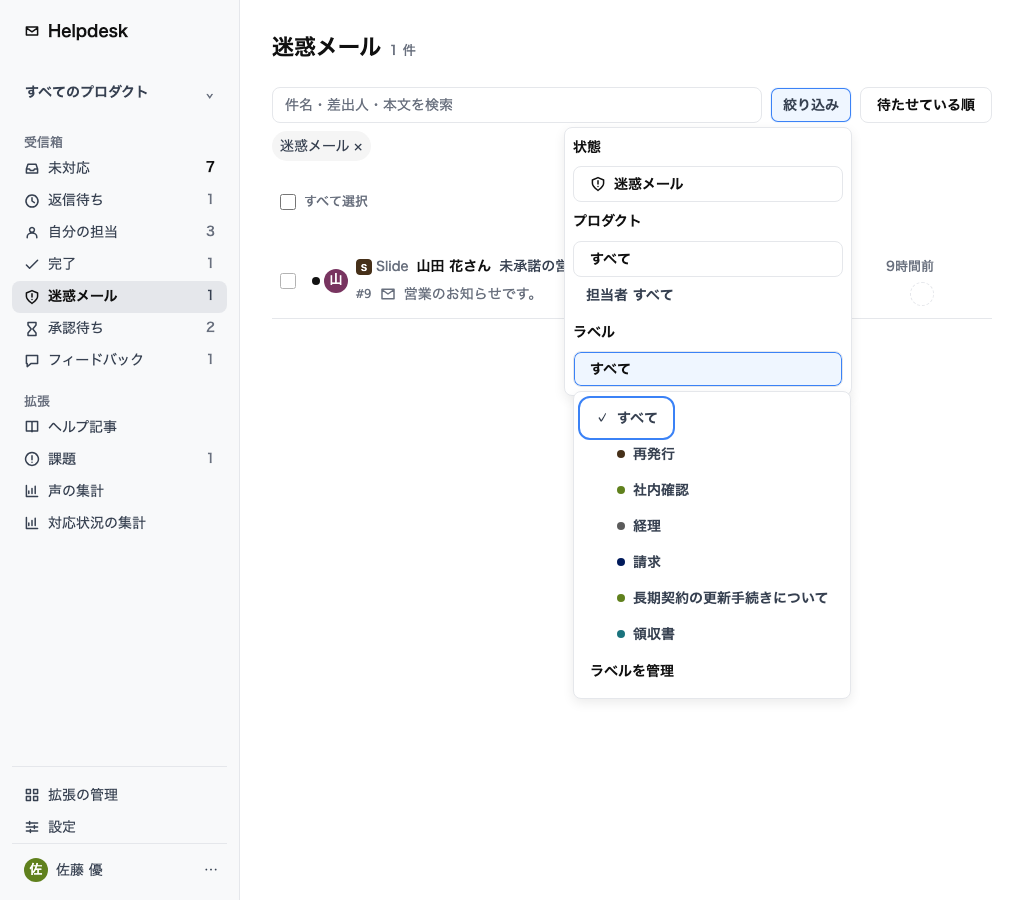 Helpdesk
すべてのプロダクト
受信箱
未対応 7
返信待ち 1
自分の担当 3
完了 1
迷惑メール 1
承認待ち 2
フィードバック 1
拡張
ヘルプ記事
課題 1
声の集計
対応状況の集計
拡張の管理
設定
佐 佐藤 優 …
迷惑メール 1 件
件名・差出人・本文を検索 絞り込み 待たせている順
迷惑メール ×
すべて選択
山 S Slide 山田 花さん 未承諾の営 9時間前
#9 営業のお知らせです。
状態
迷惑メール
プロダクト
すべて
担当者 すべて
ラベル
すべて
✓ すべて
再発行
社内確認
経理
請求
長期契約の更新手続きについて
領収書
ラベルを管理